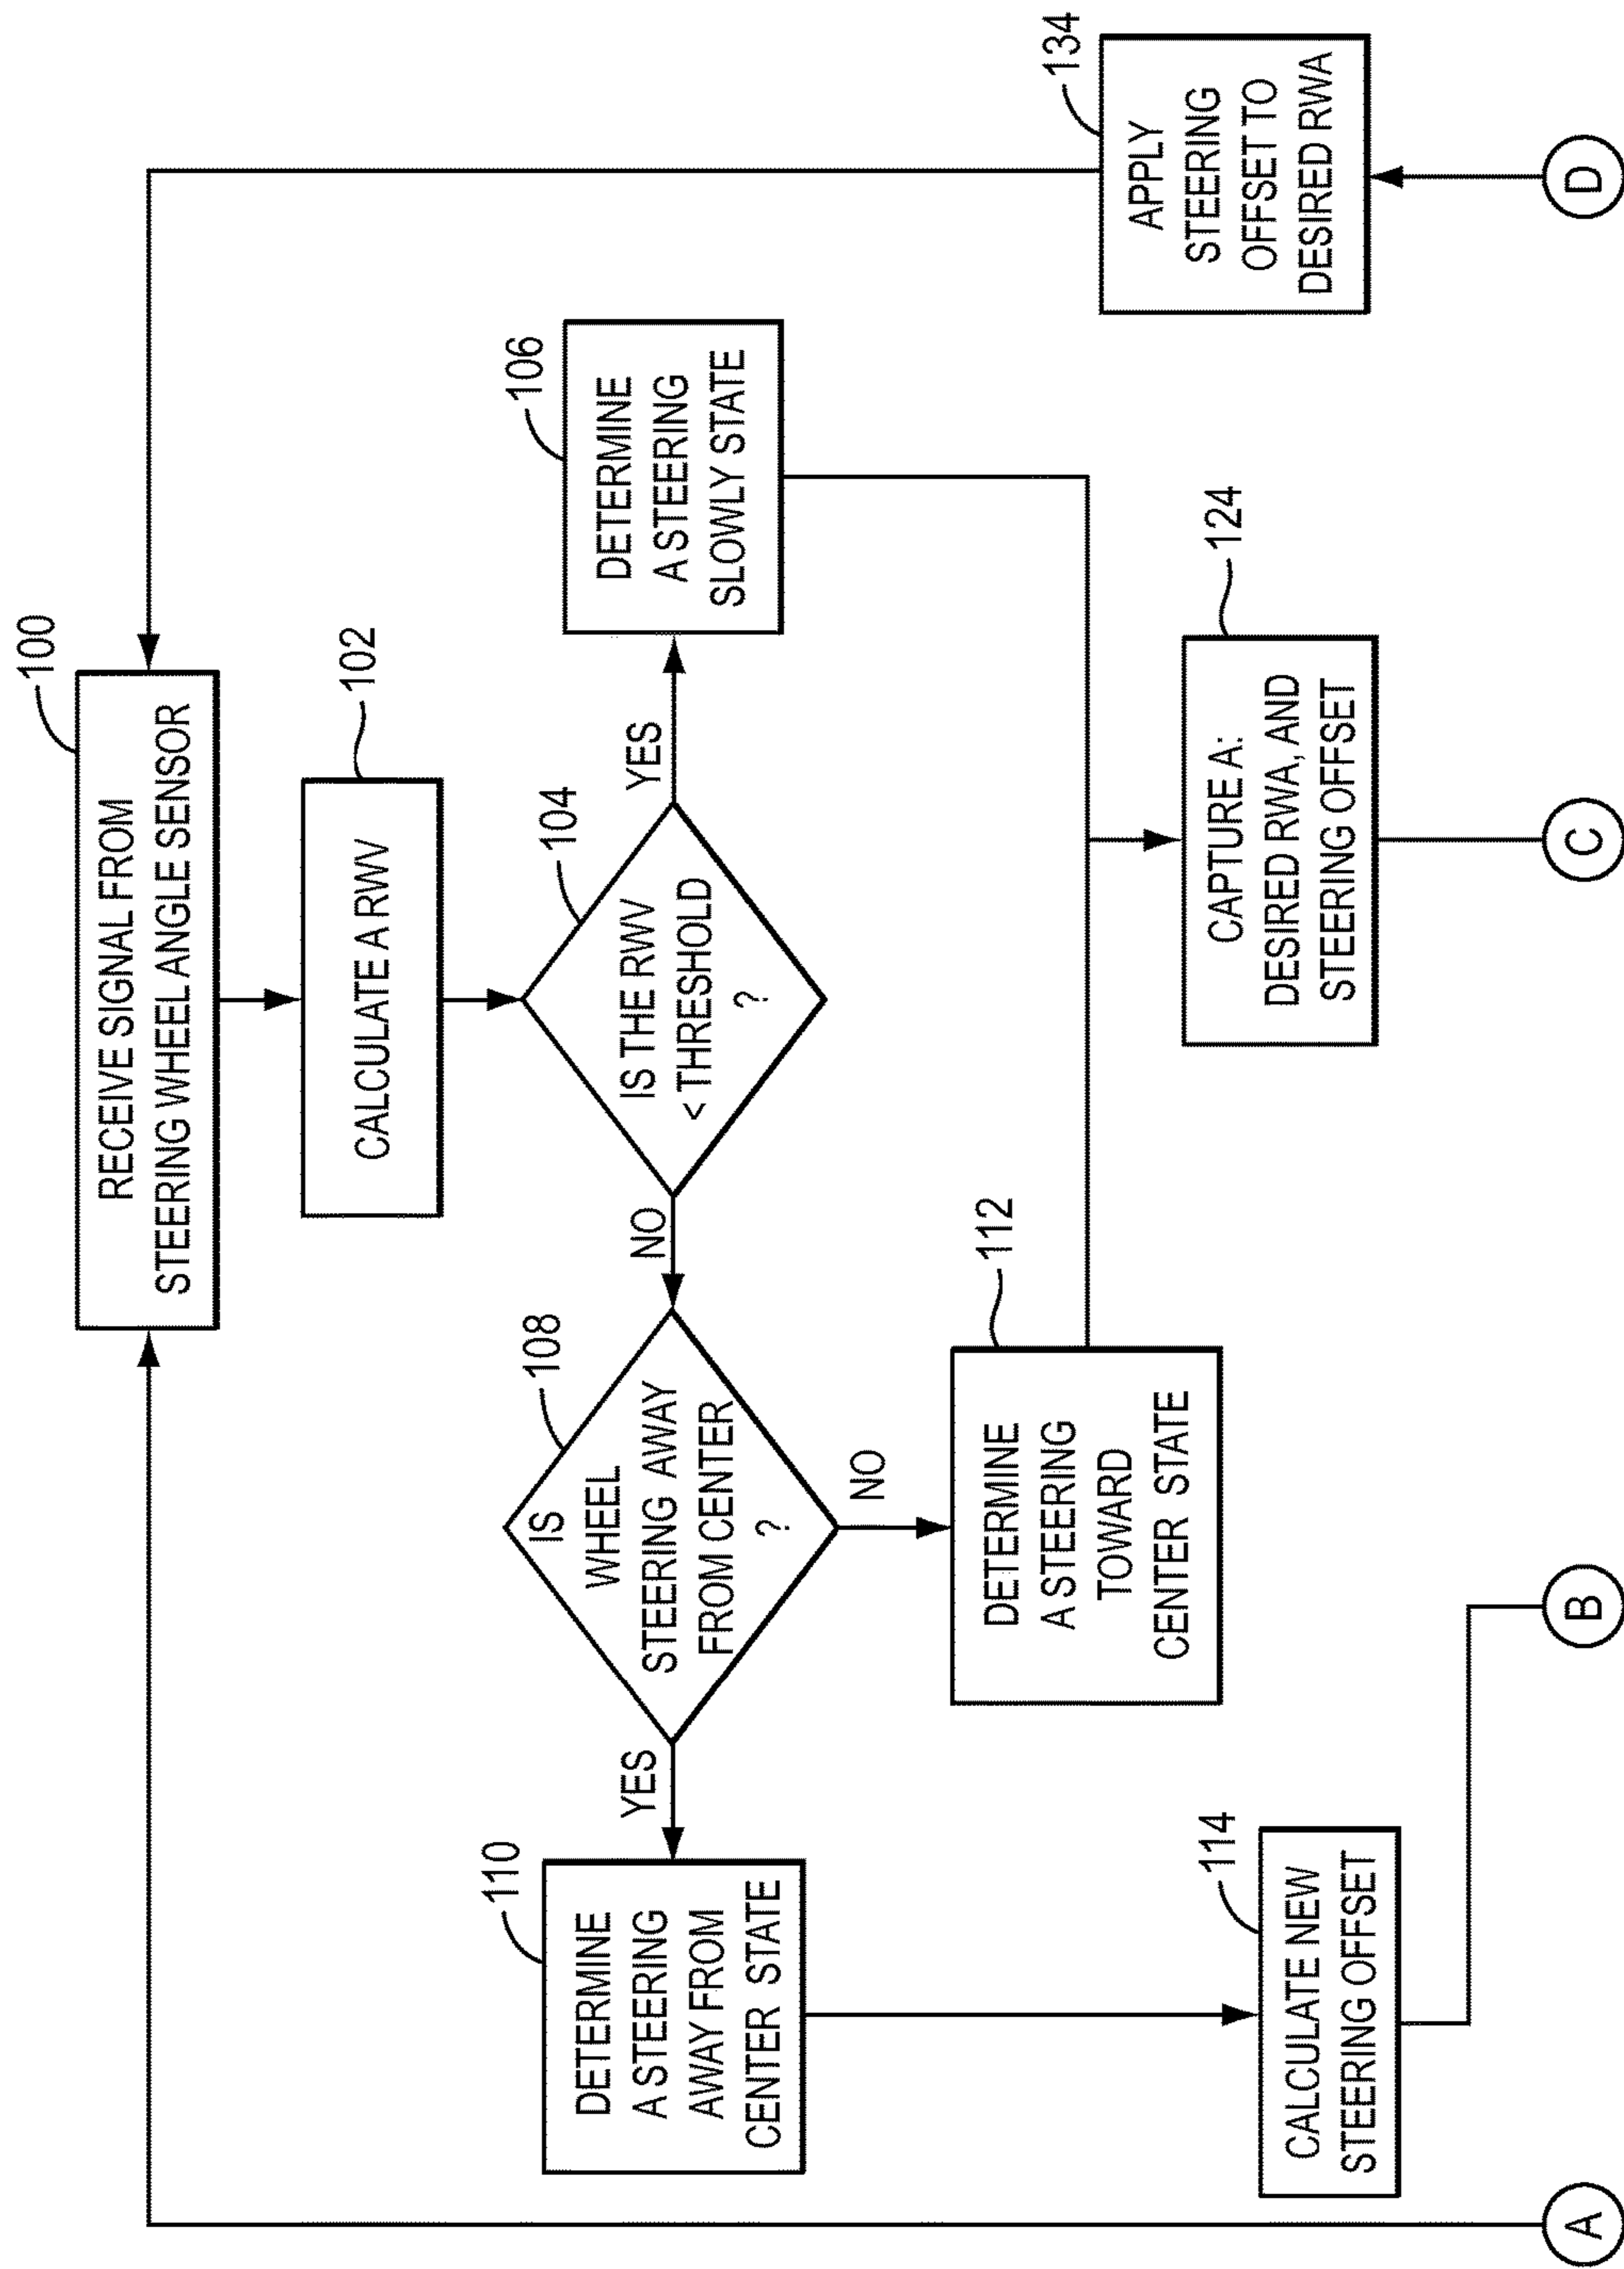 100
RECEIVE SIGNAL FROM
STEERING WHEEL ANGLE SENSOR
102
CALCULATE A RWV
104
IS THE RWV
< THRESHOLD
?
YES
NO
106
DETERMINE
A STEERING
SLOWLY STATE
108
IS
WHEEL
STEERING AWAY
FROM CENTER
?
YES
NO
110
DETERMINE
A STEERING
AWAY FROM
CENTER STATE
112
DETERMINE
A STEERING
TOWARD
CENTER STATE
114
CALCULATE NEW
STEERING OFFSET
124
CAPTURE A:
DESIRED RWA, AND
STEERING OFFSET
134
APPLY
STEERING
OFFSET TO
DESIRED RWA
A
B
C
D